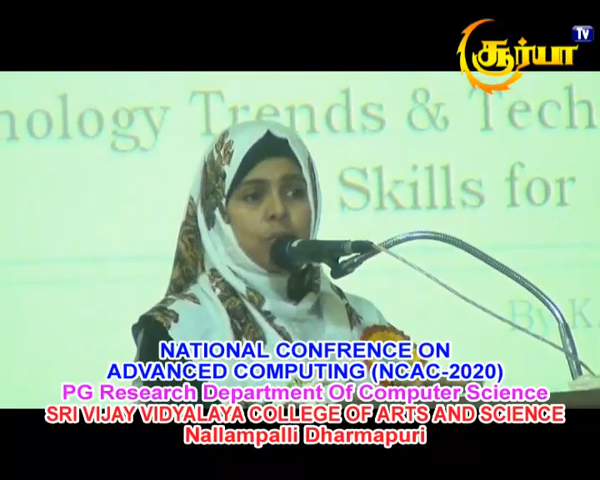 சூர்யா TV
nology Trends & Tech
Skills for
By K.
NATIONAL CONFRENCE ON
ADVANCED COMPUTING (NCAC-2020)
PG Research Department Of Computer Science
SRI VIJAY VIDYALAYA COLLEGE OF ARTS AND SCIENCE
Nallampalli Dharmapuri